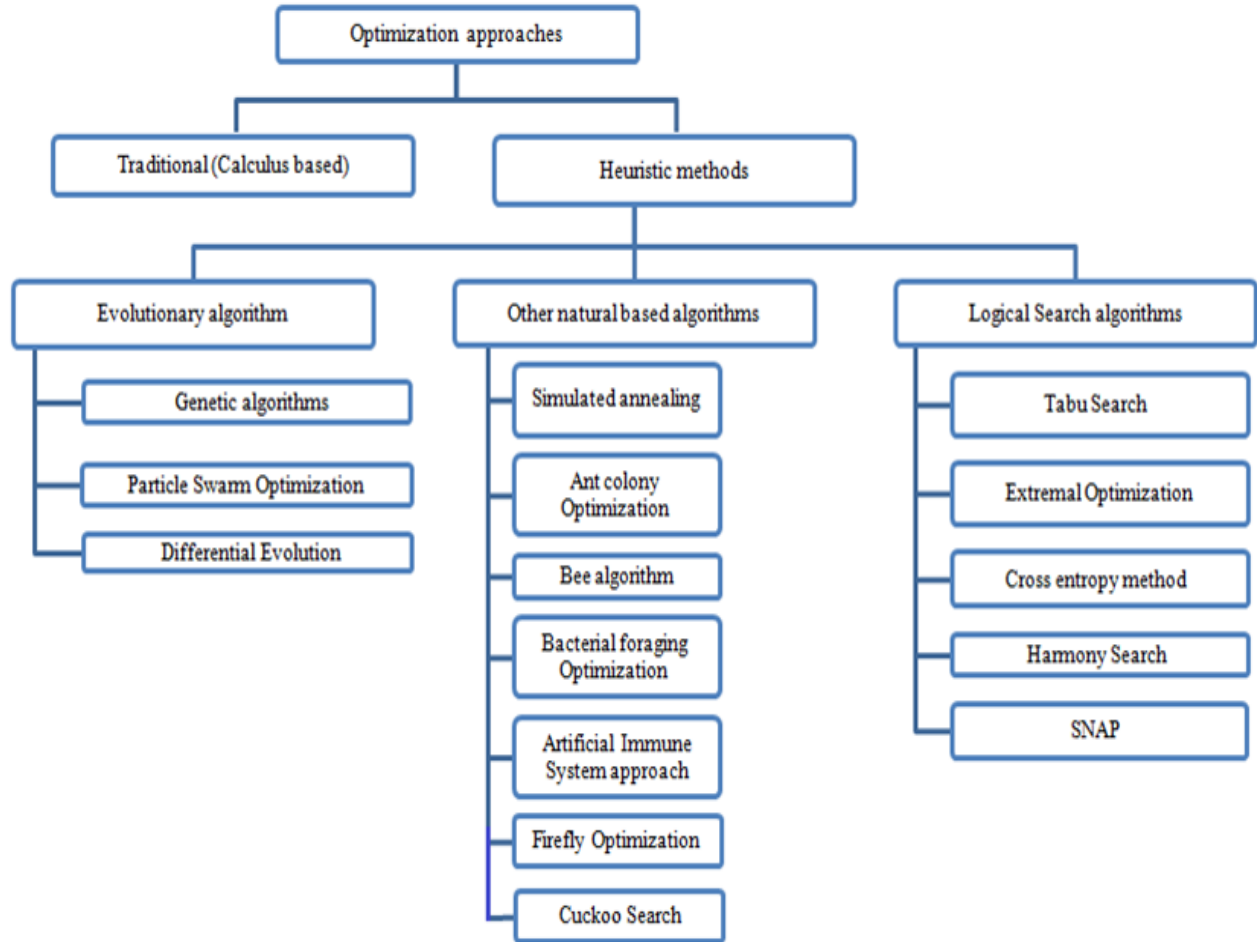 Optimization approaches
Traditional (Calculus based)
Heuristic methods
Evolutionary algorithm
Other natural based algorithms
Logical Search algorithms
Genetic algorithms
Particle Swarm Optimization
Differential Evolution
Simulated annealing
Ant colony
Optimization
Bee algorithm
Bacterial foraging
Optimization
Artificial Immune
System approach
Firefly Optimization
Cuckoo Search
Tabu Search
Extremal Optimization
Cross entropy method
Harmony Search
SNAP